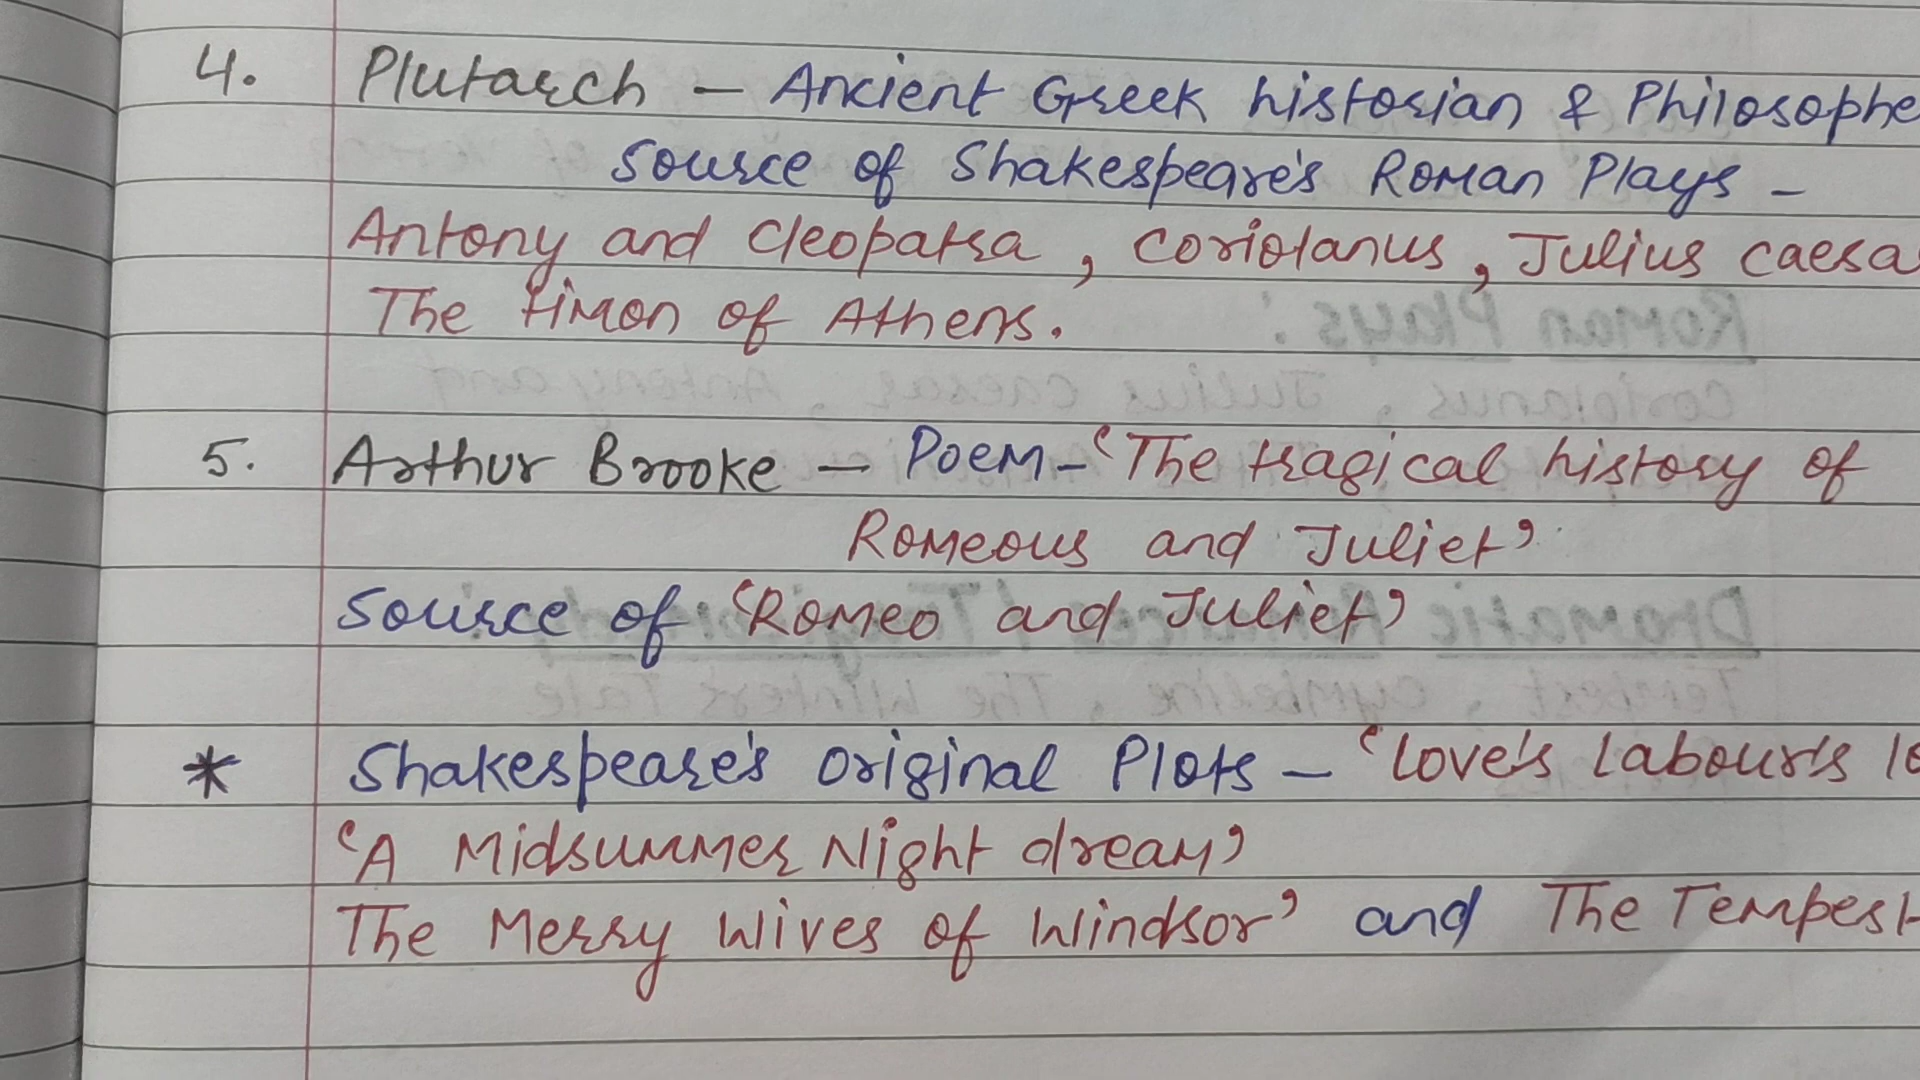 4. Plutarch – Ancient Greek historian & Philosophe
Source of Shakespeare's Roman Plays –
Antony and Cleopatra, Coriolanus, Julius Caesa
The Timon of Athens.
5. Arthur Brooke – Poem – 'The tragical history of
Romeous and Juliet'
Source of 'Romeo and Juliet'
* Shakespeare's original Plots – 'Love's labour's lo
'A Midsummer Night dream'
The Merry Wives of Windsor' and The Tempest